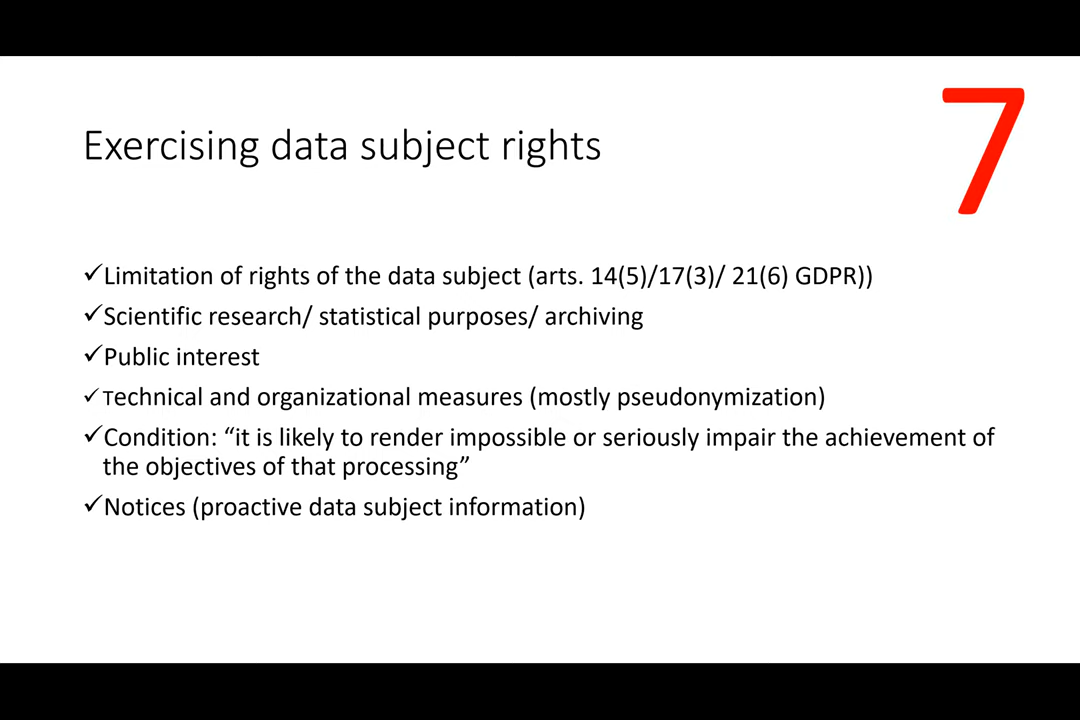 7
Exercising data subject rights
✓Limitation of rights of the data subject (arts. 14(5)/17(3)/ 21(6) GDPR))
✓Scientific research/ statistical purposes/ archiving
✓Public interest
✓Technical and organizational measures (mostly pseudonymization)
✓Condition: “it is likely to render impossible or seriously impair the achievement of
the objectives of that processing”
✓Notices (proactive data subject information)